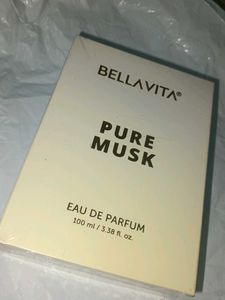 BELLAVITA®
PURE
MUSK
EAU DE PARFUM
100 ml / 3.38 fl. oz.